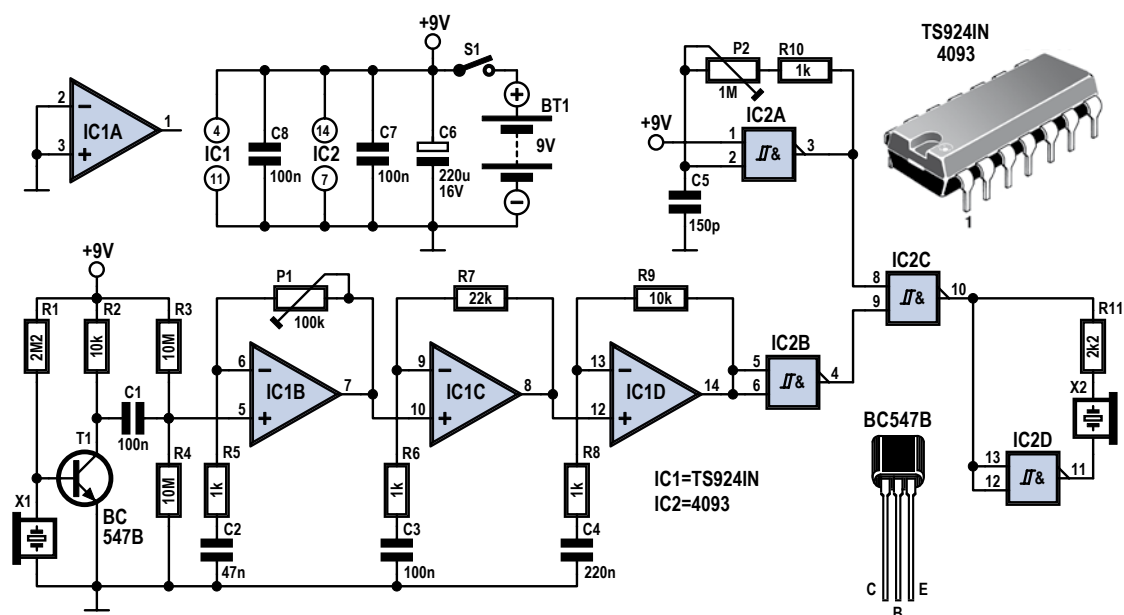 +9V
S1
2
3
1
IC1A
4
IC1
11
C8
100n
14
IC2
7
C7
100n
C6
220u
16V
BT1
9V
P2
1M
R10
1k
+9V
IC2A
1
2
3
&
C5
150p
TS924IN
4093
1
+9V
R1
2M2
R2
10k
R3
10M
C1
100n
T1
BC
547B
X1
R4
10M
P1
100k
6
5
7
IC1B
R5
1k
C2
47n
R7
22k
9
10
8
IC1C
R6
1k
C3
100n
R9
10k
13
12
14
IC1D
R8
1k
C4
220n
IC2B
5
6
4
&
IC2C
8
9
10
&
R11
2k2
X2
IC2D
13
12
11
&
IC1=TS924IN
IC2=4093
BC547B
C
B
E